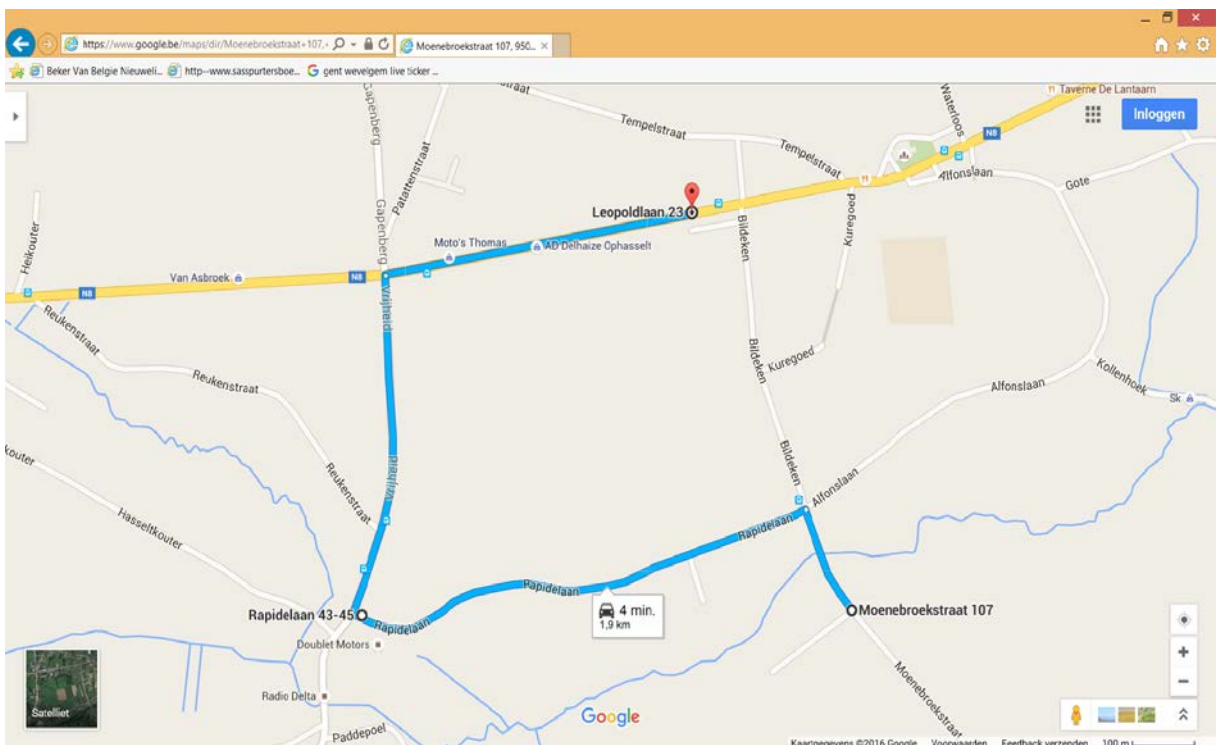 https://www.google.be/maps/dir/Moenebroekstraat+107,+
Moenebroekstraat 107, 950...
Beker Van Belgie Nieuweli...
http--www.sasspurtersboe...
gent wevelgem live ticker ...
Taverne De Lantaarn
Inloggen
Waterloos
N8
Tempelstraat
Tempelstraat
Alfonslaan
Gote
Gapenberg
Patattenstraat
Gapenberg
Leopoldlaan 23
Bildeken
Kuregoed
Heikouter
Moto's Thomas
AD Delhaize Ophasselt
Van Asbroek
N8
N8
Vrijheid
Reukenstraat
Reukenstraat
Bildeken
Kuregoed
Kollenhoek
Alfonslaan
Sk
kouter
Vrijheid
Reukenstraat
Bildeken
Alfonslaan
Hasseltkouter
Rapidelaan
Rapidelaan
Rapidelaan 43-45
Rapidelaan
4 min.
1,9 km
Moenebroekstraat 107
Doublet Motors
Radio Delta
Moenebroekstraat
Satelliet
Paddepoel
Google
Kaartgegevens ©2016 Google
Voorwaarden
Feedback verzenden
100 m